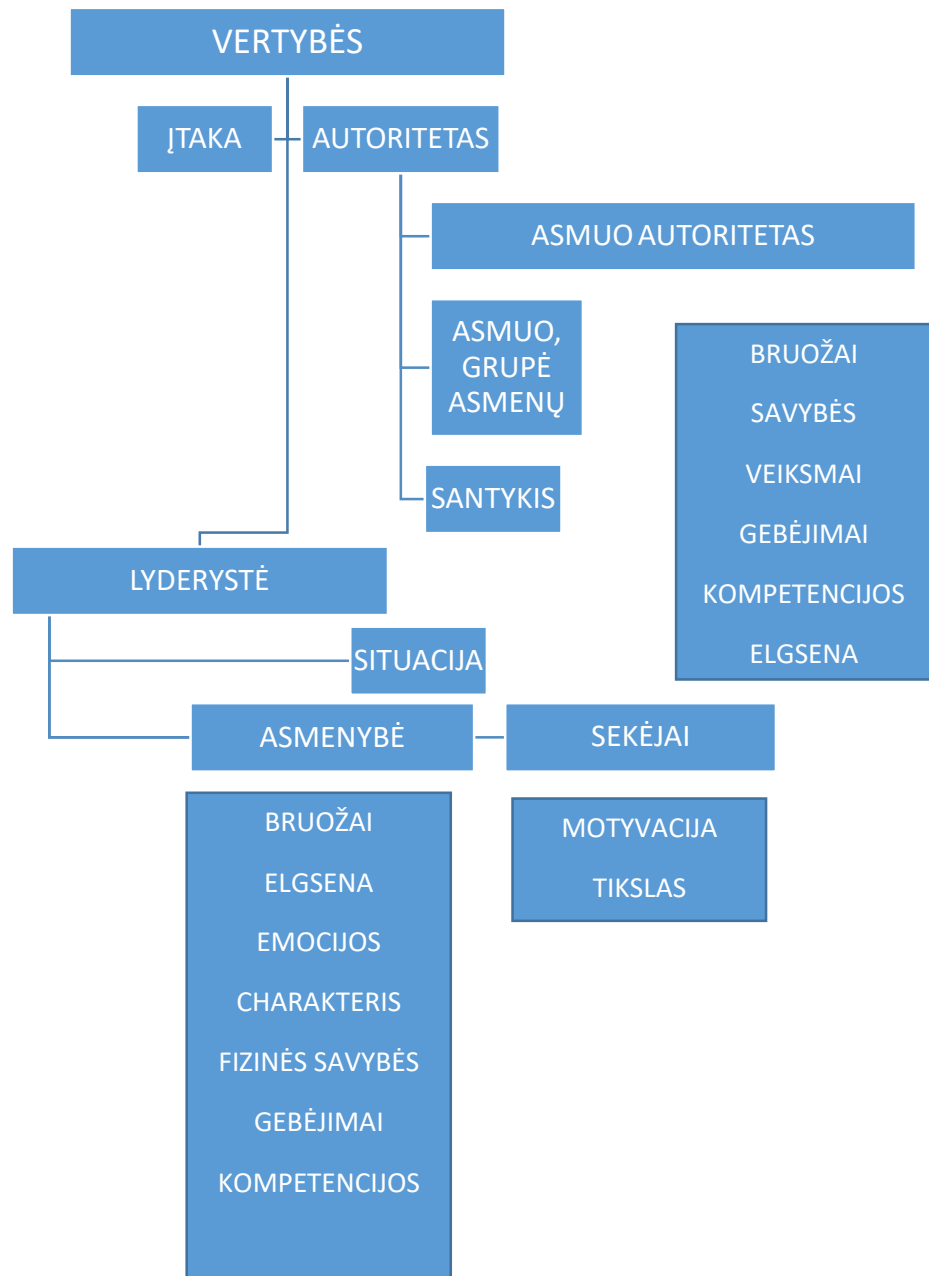 VERTYBĖS
ĮTAKA
AUTORITETAS
ASMUO AUTORITETAS
ASMUO,
GRUPĖ
ASMENŲ
SANTYKIS
BRUOŽAI
SAVYBĖS
VEIKSMAI
GEBĖJIMAI
KOMPETENCIJOS
ELGSENA
LYDERYSTĖ
SITUACIJA
ASMENYBĖ
SEKĖJAI
BRUOŽAI
ELGSENA
EMOCIJOS
CHARAKTERIS
FIZINĖS SAVYBĖS
GEBĖJIMAI
KOMPETENCIJOS
MOTYVACIJA
TIKSLAS